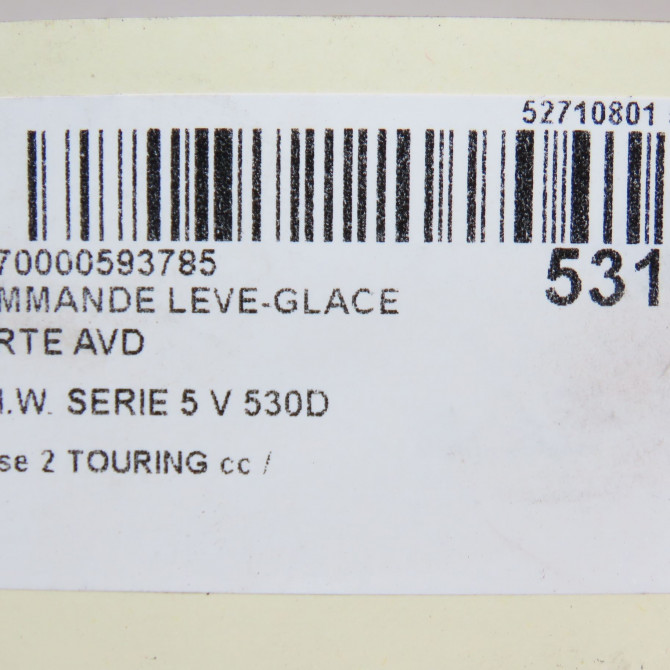 52710801
70000593785
531
MMANDE LEVE-GLACE
RTE AVD
.W. SERIE 5 V 530D
se 2 TOURING cc /